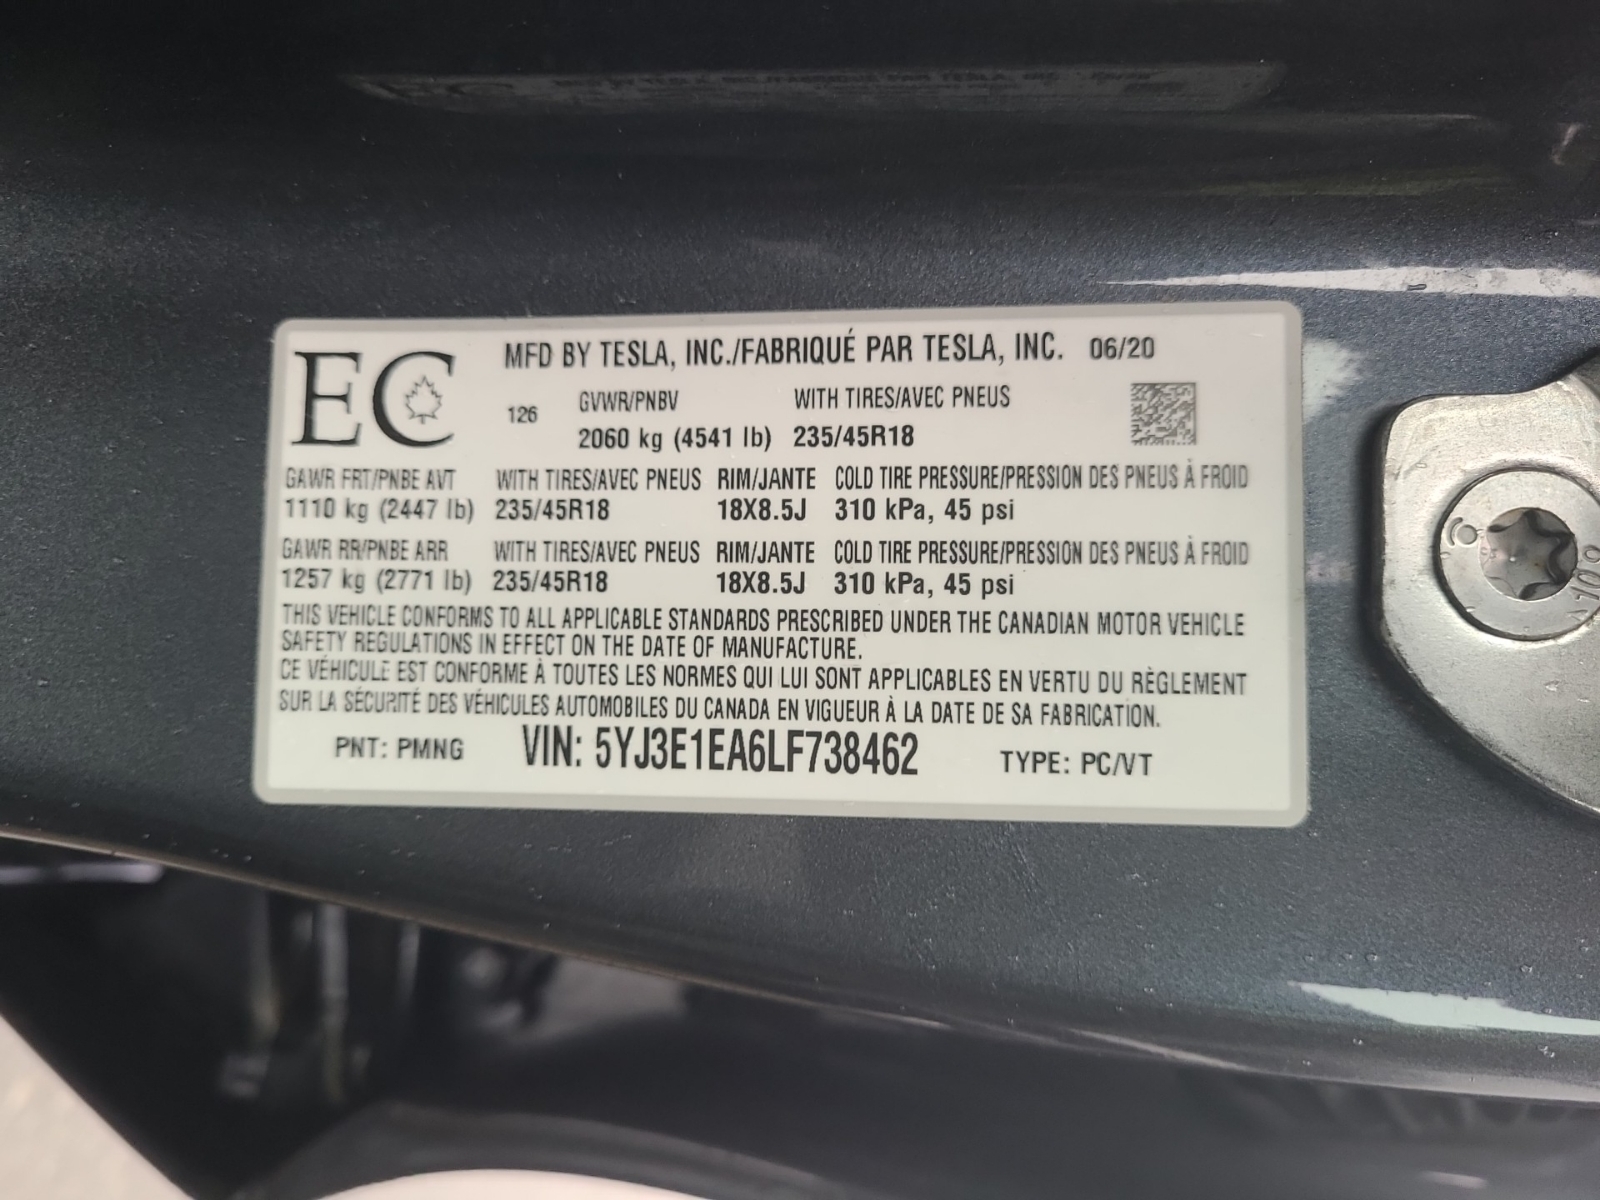 EC
MFD BY TESLA, INC./FABRIQUÉ PAR TESLA, INC. 06/20
126 GVWR/PNBV WITH TIRES/AVEC PNEUS
2060 kg (4541 lb) 235/45R18
GAWR FRT/PNBE AVT WITH TIRES/AVEC PNEUS RIM/JANTE COLD TIRE PRESSURE/PRESSION DES PNEUS À FROID
1110 kg (2447 lb) 235/45R18 18X8.5J 310 kPa, 45 psi
GAWR RR/PNBE ARR WITH TIRES/AVEC PNEUS RIM/JANTE COLD TIRE PRESSURE/PRESSION DES PNEUS À FROID
1257 kg (2771 lb) 235/45R18 18X8.5J 310 kPa, 45 psi
THIS VEHICLE CONFORMS TO ALL APPLICABLE STANDARDS PRESCRIBED UNDER THE CANADIAN MOTOR VEHICLE
SAFETY REGULATIONS IN EFFECT ON THE DATE OF MANUFACTURE.
CE VÉHICULE EST CONFORME À TOUTES LES NORMES QUI LUI SONT APPLICABLES EN VERTU DU RÈGLEMENT
SUR LA SÉCURITÉ DES VÉHICULES AUTOMOBILES DU CANADA EN VIGUEUR À LA DATE DE SA FABRICATION.
PNT: PMNG VIN: 5YJ3E1EA6LF738462 TYPE: PC/VT